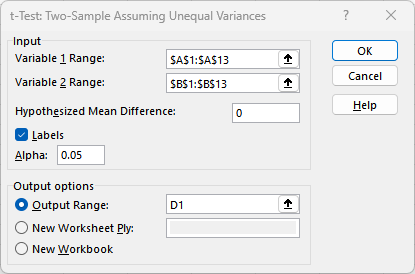 t-Test: Two-Sample Assuming Unequal Variances
Input
Variable 1 Range: $A$1:$A$13
Variable 2 Range: $B$1:$B$13
Hypothesized Mean Difference: 0
Labels
Alpha: 0.05
OK
Cancel
Help
Output options
Output Range: D1
New Worksheet Ply:
New Workbook